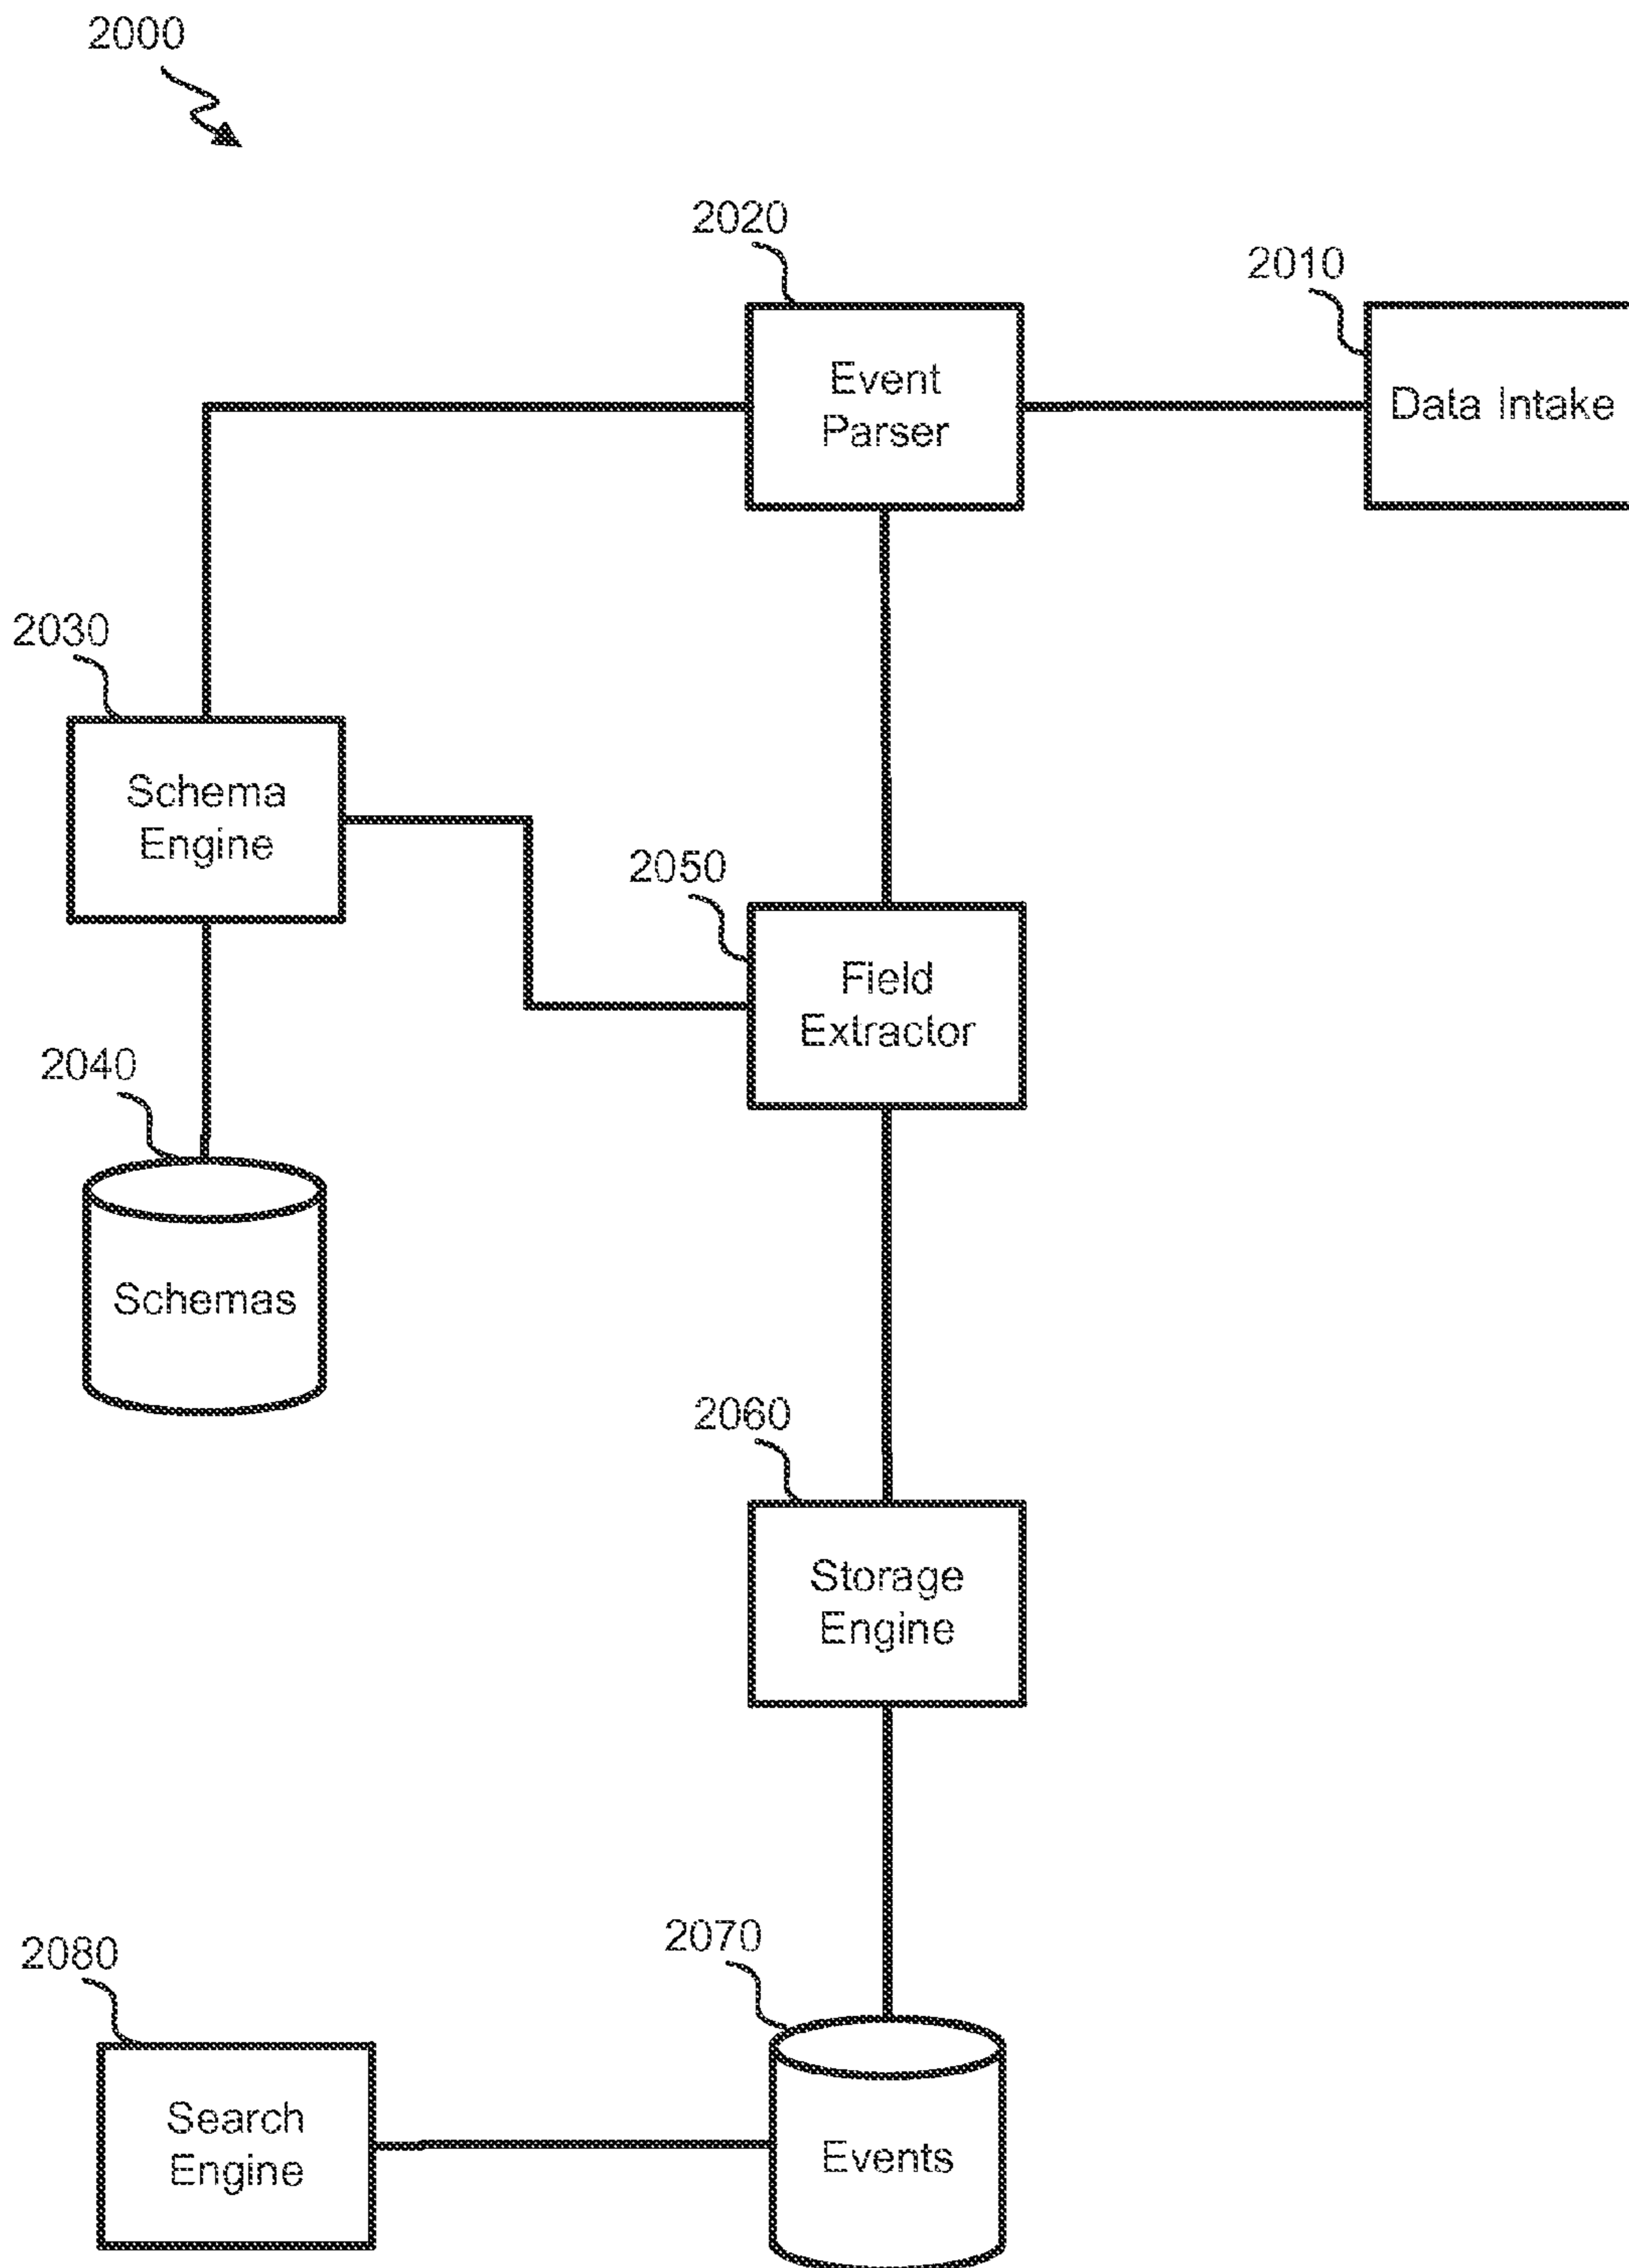 2000
2020
2010
Event
Parser
Data Intake
2030
Schema
Engine
2050
Field
Extractor
2040
Schemas
2060
Storage
Engine
2080
2070
Search
Engine
Events